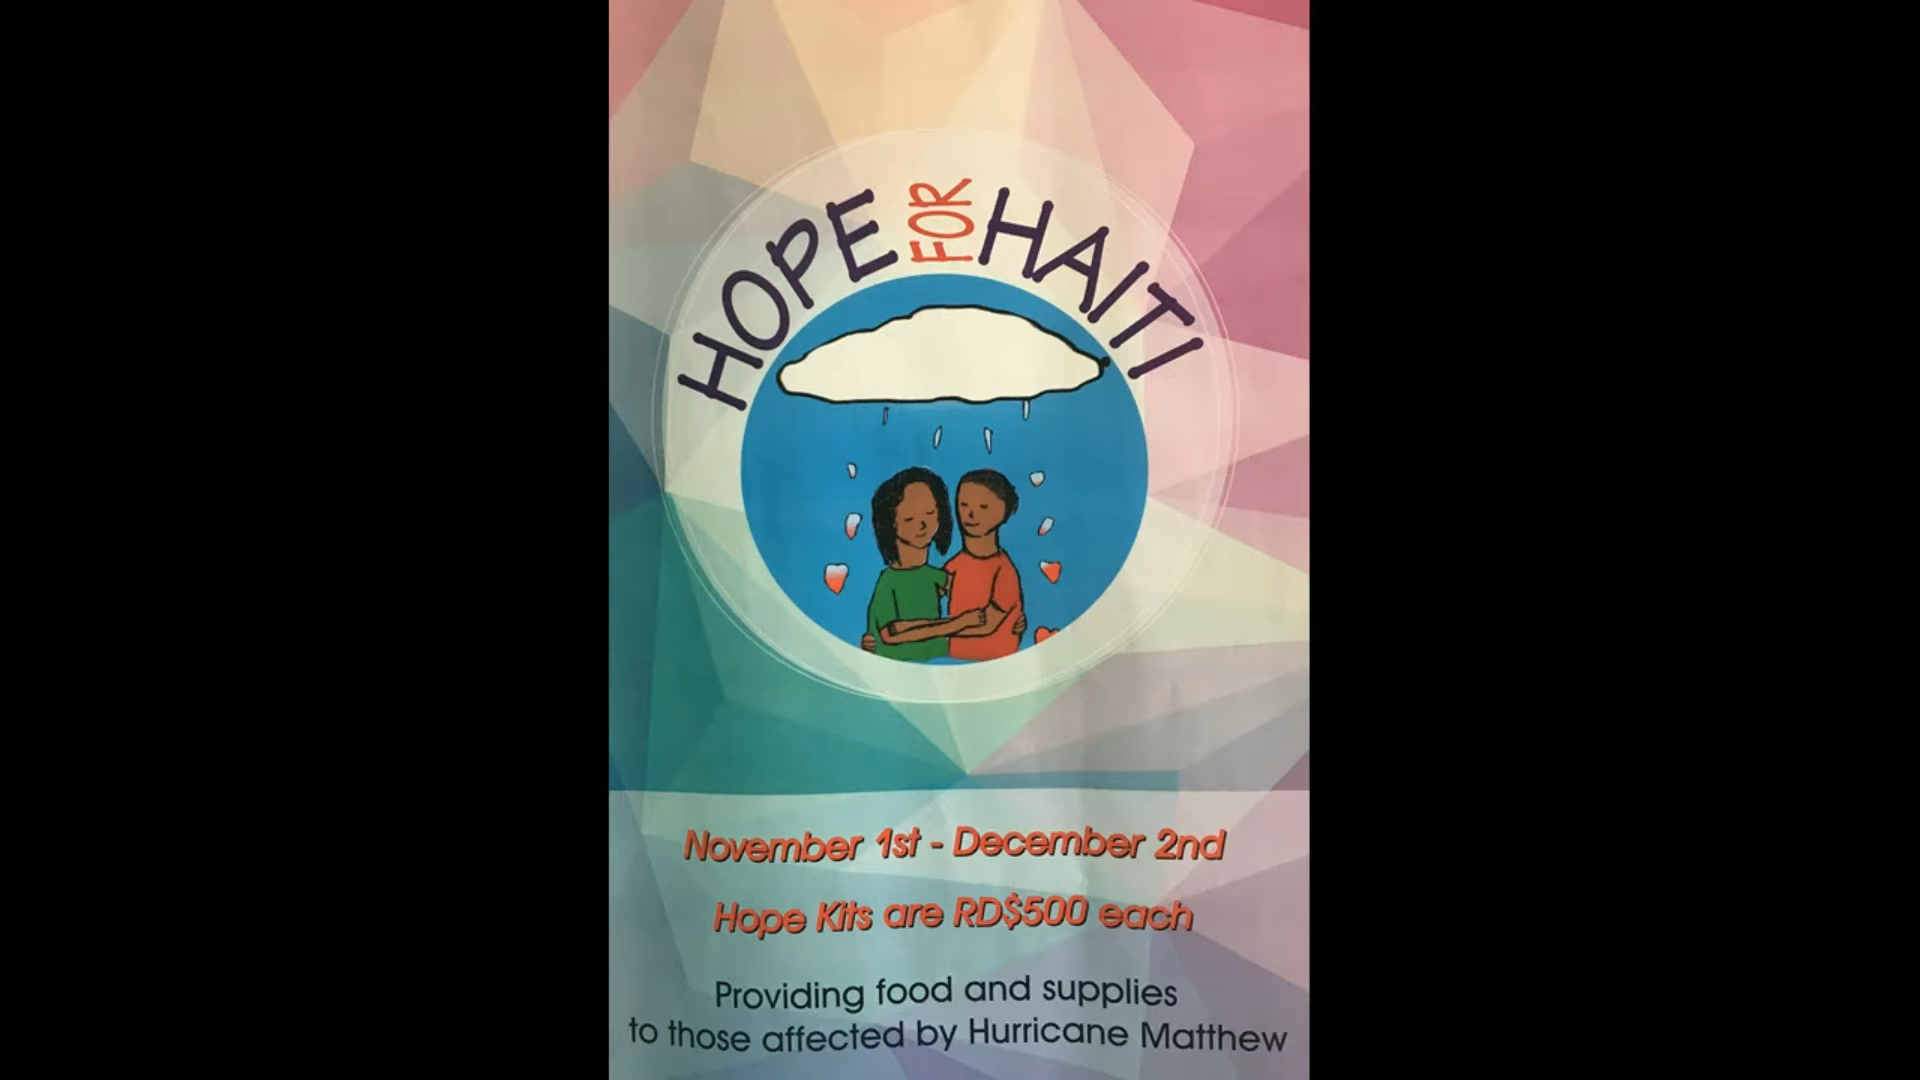 HOPE FOR HAITI
November 1st - December 2nd
Hope Kits are RD$500 each
Providing food and supplies
to those affected by Hurricane Matthew